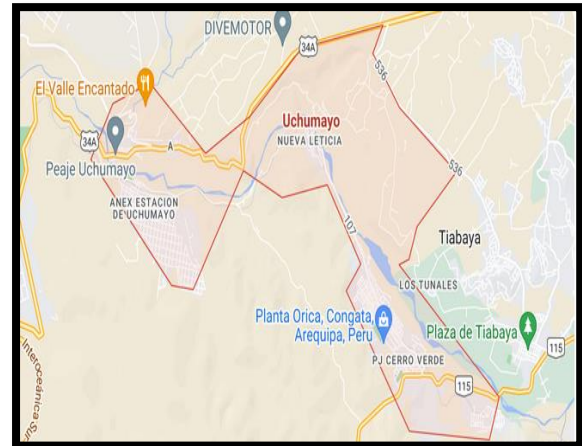 DIVEMOTOR
34A
536
El Valle Encantado
Uchumayo
NUEVA LETICIA
34A
A
Peaje Uchumayo
536
ANEX ESTACION
DE UCHUMAYO
107
Tiabaya
LOS TUNALES
Planta Orica, Congata,
Arequipa, Peru
Plaza de Tiabaya
PJ CERRO VERDE
115
115
Interoceánica Sur